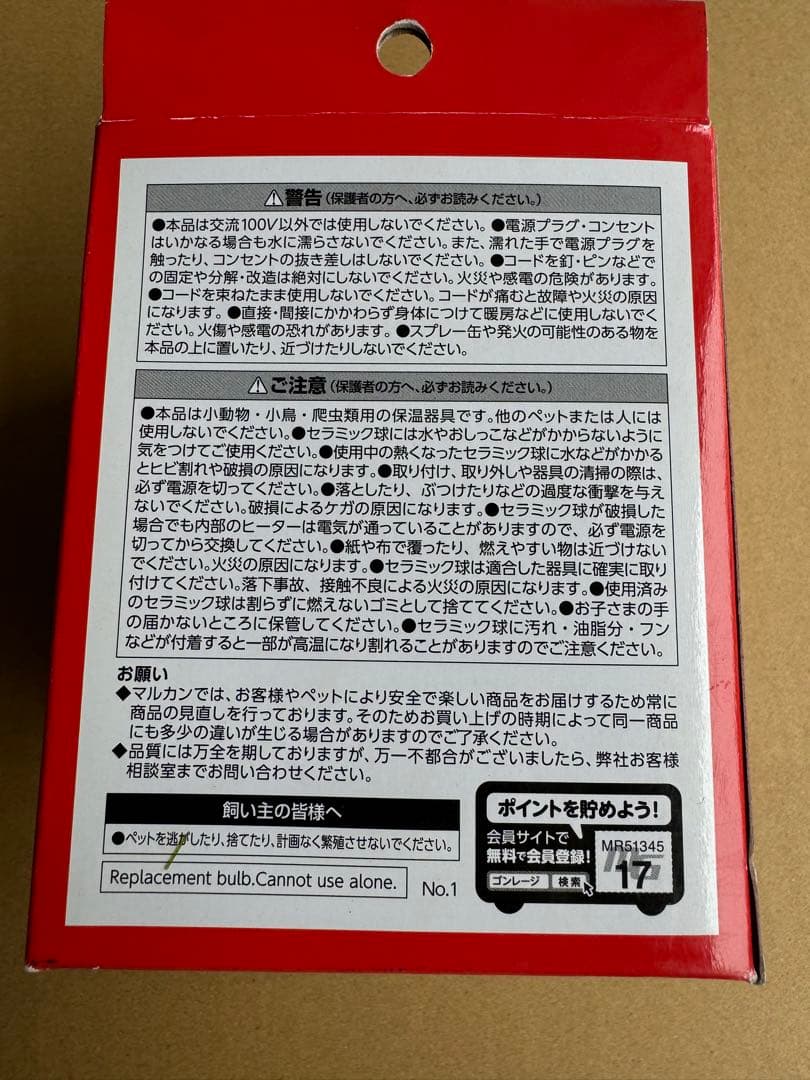 ⚠警告(保護者の方へ、必ずお読みください。)
●本品は交流100V以外では使用しないでください。●電源プラグ・コンセント
はいかなる場合も水に濡らさないでください。また、濡れた手で電源プラグを
触ったり、コンセントの抜き差しはしないでください。●コードを釘・ピンなどで
の固定や分解・改造は絶対にしないでください。火災や感電の危険があります。
●コードを束ねたまま使用しないでください。コードが痛むと故障や火災の原因
になります。●直接・間接にかかわらず身体につけて暖房などに使用しないでく
ださい。火傷や感電の恐れがあります。●スプレー缶や発火の可能性のある物を
本品の上に置いたり、近づけたりしないでください。
⚠ご注意(保護者の方へ、必ずお読みください。)
●本品は小動物・小鳥・爬虫類用の保温器具です。他のペットまたは人には
使用しないでください。●セラミック球には水やおしっこなどがかからないように
気をつけてご使用ください。●使用中の熱くなったセラミック球に水などがかかる
とヒビ割れや破損の原因になります。●取り付け、取り外しや器具の清掃の際は、
必ず電源を切ってください。●落としたり、ぶつけたりなどの過度な衝撃を与え
ないでください。破損によるケガの原因になります。●セラミック球が破損した
場合でも内部のヒーターは電気が通っていることがありますので、必ず電源を
切ってから交換してください。●紙や布で覆ったり、燃えやすい物は近づけない
でください。火災の原因になります。●セラミック球は適合した器具に確実に取り
付けてください。落下事故、接触不良による火災の原因になります。●使用済み
のセラミック球は割らずに燃えないゴミとして捨ててください。●お子さまの手
の届かないところに保管してください。●セラミック球に汚れ・油脂分・フン
などが付着すると一部が高温になり割れることがありますのでご注意ください。
お願い
◆マルカンでは、お客様やペットにより安全で楽しい商品をお届けするため常に
商品の見直しを行っております。そのためお買い上げの時期によって同一商品
にも多少の違いが生じる場合がありますのでご了承ください。
◆品質には万全を期しておりますが、万一不都合がございましたら、弊社お客様
相談室までお問い合わせください。
飼い主の皆様へ
●ペットを逃がしたり、捨てたり、計画なく繁殖させないでください。
Replacement bulb.Cannot use alone.
No.1
ポイントを貯めよう!
会員サイトで
無料で会員登録!
ゴンレージ 検索
MR51345
17